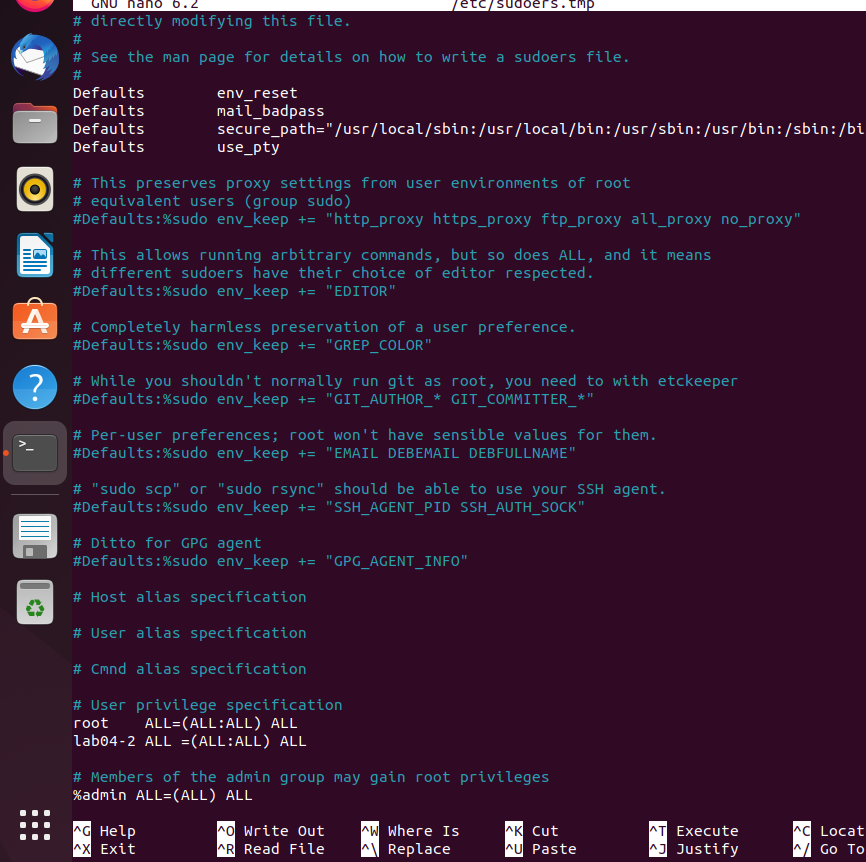 GNU nano 6.2 /etc/sudoers.tmp
# directly modifying this file.
#
# See the man page for details on how to write a sudoers file.
#
Defaults        env_reset
Defaults        mail_badpass
Defaults        secure_path="/usr/local/sbin:/usr/local/bin:/usr/sbin:/usr/bin:/sbin:/bi
Defaults        use_pty

# This preserves proxy settings from user environments of root
# equivalent users (group sudo)
#Defaults:%sudo env_keep += "http_proxy https_proxy ftp_proxy all_proxy no_proxy"

# This allows running arbitrary commands, but so does ALL, and it means
# different sudoers have their choice of editor respected.
#Defaults:%sudo env_keep += "EDITOR"

# Completely harmless preservation of a user preference.
#Defaults:%sudo env_keep += "GREP_COLOR"

# While you shouldn't normally run git as root, you need to with etckeeper
#Defaults:%sudo env_keep += "GIT_AUTHOR_* GIT_COMMITTER_*"

# Per-user preferences; root won't have sensible values for them.
#Defaults:%sudo env_keep += "EMAIL DEBEMAIL DEBFULLNAME"

# "sudo scp" or "sudo rsync" should be able to use your SSH agent.
#Defaults:%sudo env_keep += "SSH_AGENT_PID SSH_AUTH_SOCK"

# Ditto for GPG agent
#Defaults:%sudo env_keep += "GPG_AGENT_INFO"

# Host alias specification

# User alias specification

# Cmnd alias specification

# User privilege specification
root    ALL=(ALL:ALL) ALL
lab04-2 ALL =(ALL:ALL) ALL

# Members of the admin group may gain root privileges
%admin ALL=(ALL) ALL

^G Help ^O Write Out ^W Where Is ^K Cut ^T Execute ^C Locat
^X Exit ^R Read File ^\ Replace ^U Paste ^J Justify ^/ Go To